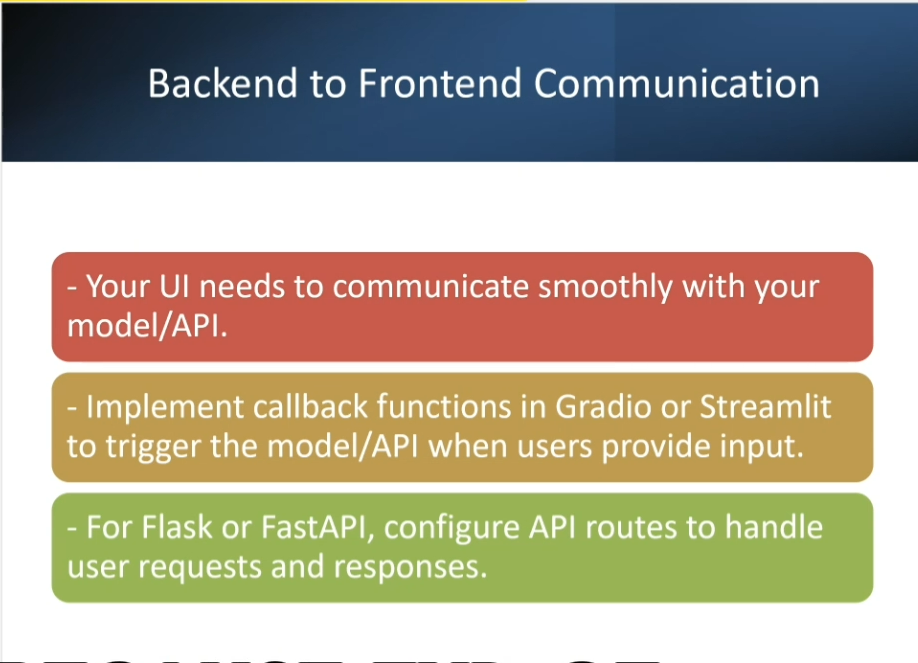 Backend to Frontend Communication
- Your UI needs to communicate smoothly with your
model/API.
- Implement callback functions in Gradio or Streamlit
to trigger the model/API when users provide input.
- For Flask or FastAPI, configure API routes to handle
user requests and responses.